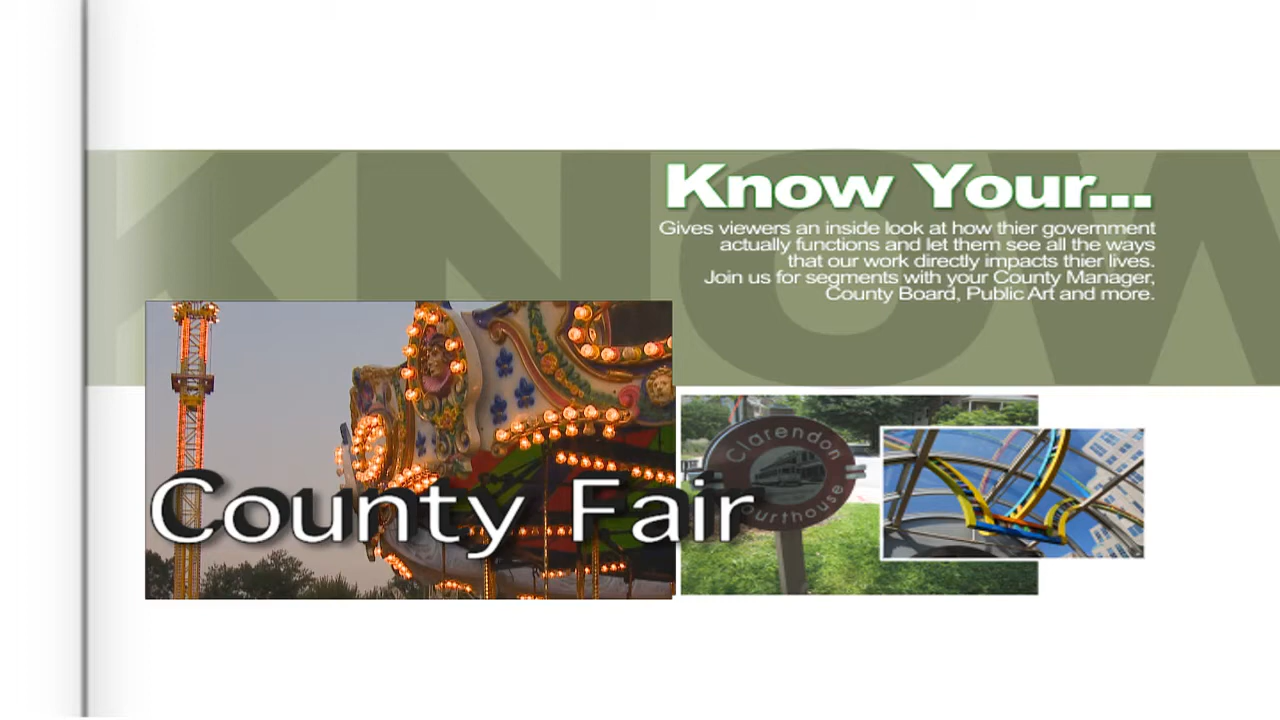 KNOW
Know Your...
Gives viewers an inside look at how thier government
actually functions and let them see all the ways
that our work directly impacts thier lives.
Join us for segments with your County Manager,
County Board, Public Art and more.
Clarendon
Courthouse
County Fair